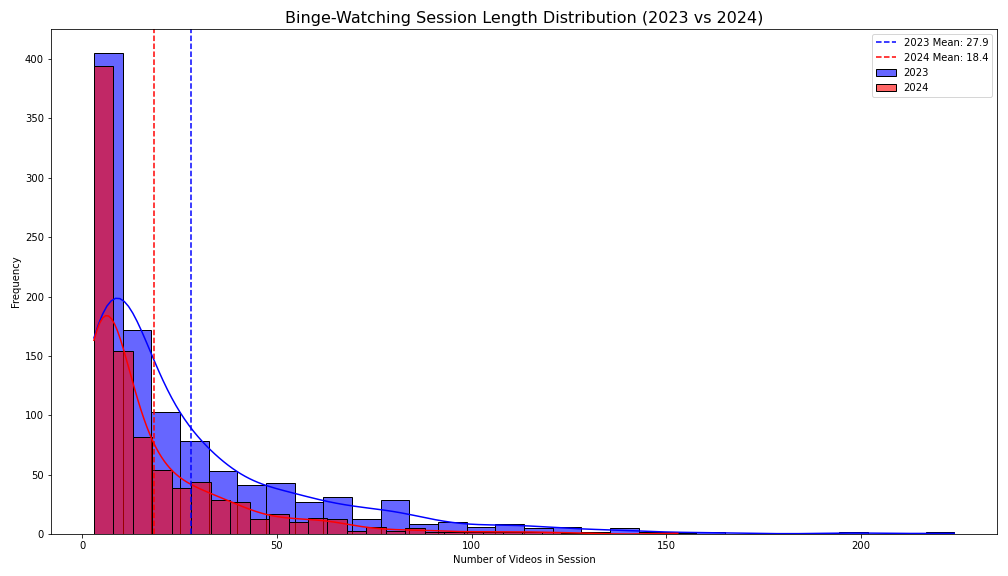 Binge-Watching Session Length Distribution (2023 vs 2024)
2023 Mean: 27.9
2024 Mean: 18.4
2023
2024
Frequency
400
350
300
250
200
150
100
50
0
0 50 100 150 200
Number of Videos in Session